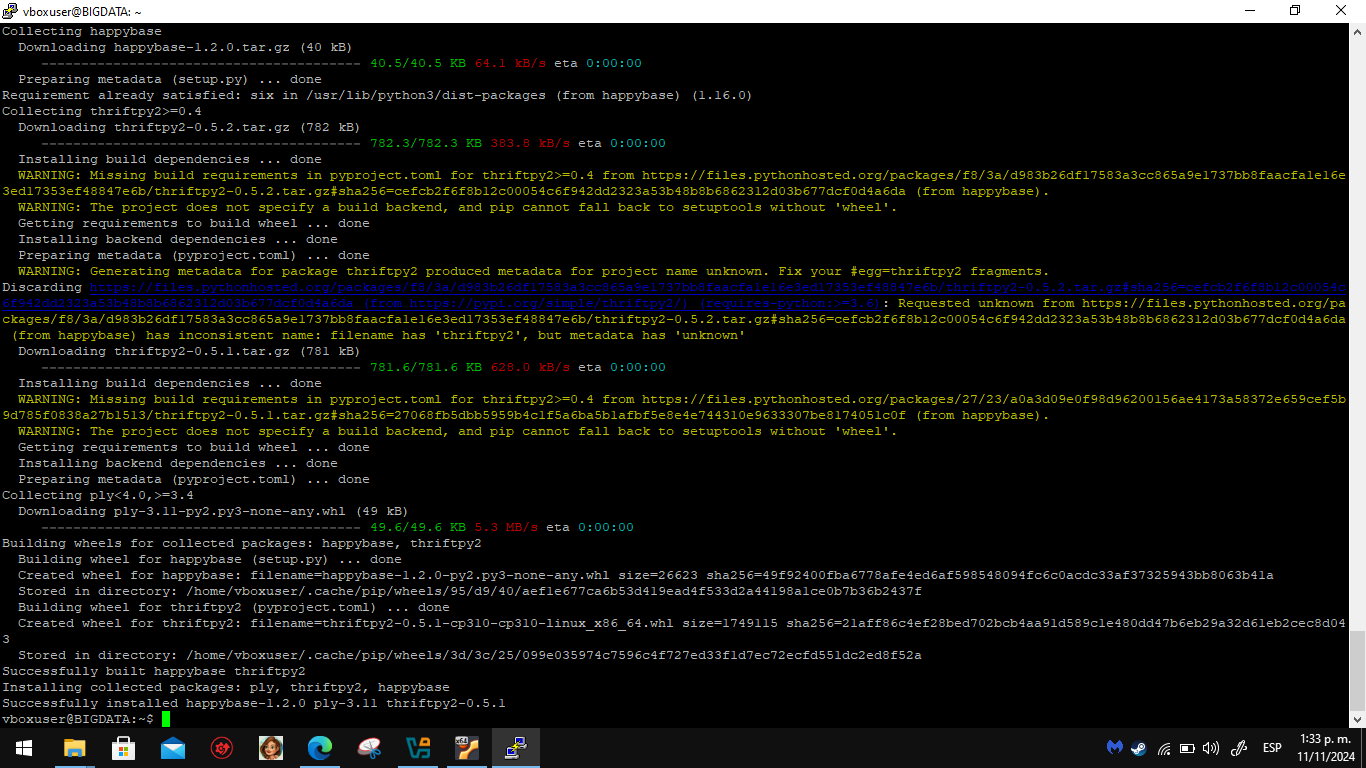 vboxuser@BIGDATA: ~
Collecting happybase
  Downloading happybase-1.2.0.tar.gz (40 kB)
     ---------------------------------------- 40.5/40.5 KB 64.1 kB/s eta 0:00:00
  Preparing metadata (setup.py) ... done
Requirement already satisfied: six in /usr/lib/python3/dist-packages (from happybase) (1.16.0)
Collecting thriftpy2>=0.4
  Downloading thriftpy2-0.5.2.tar.gz (782 kB)
     ---------------------------------------- 782.3/782.3 KB 383.8 kB/s eta 0:00:00
  Installing build dependencies ... done
  WARNING: Missing build requirements in pyproject.toml for thriftpy2>=0.4 from https://files.pythonhosted.org/packages/f8/3a/d983b26df17583a3cc865a9e1737bb8faacfa1e16e
3ed17353ef48847e6b/thriftpy2-0.5.2.tar.gz#sha256=cefcb2f6f8b12c00054c6f942dd2323a53b48b8b6862312d03b677dcf0d4a6da (from happybase).
  WARNING: The project does not specify a build backend, and pip cannot fall back to setuptools without 'wheel'.
  Getting requirements to build wheel ... done
  Installing backend dependencies ... done
  Preparing metadata (pyproject.toml) ... done
  WARNING: Generating metadata for package thriftpy2 produced metadata for project name unknown. Fix your #egg=thriftpy2 fragments.
Discarding https://files.pythonhosted.org/packages/f8/3a/d983b26df17583a3cc865a9e1737bb8faacfa1e16e3ed17353ef48847e6b/thriftpy2-0.5.2.tar.gz#sha256=cefcb2f6f8b12c00054c
6f942dd2323a53b48b8b6862312d03b677dcf0d4a6da (from https://pypi.org/simple/thriftpy2/) (requires-python:>=3.6): Requested unknown from https://files.pythonhosted.org/pa
ckages/f8/3a/d983b26df17583a3cc865a9e1737bb8faacfa1e16e3ed17353ef48847e6b/thriftpy2-0.5.2.tar.gz#sha256=cefcb2f6f8b12c00054c6f942dd2323a53b48b8b6862312d03b677dcf0d4a6da
 (from happybase) has inconsistent name: filename has 'thriftpy2', but metadata has 'unknown'
  Downloading thriftpy2-0.5.1.tar.gz (781 kB)
     ---------------------------------------- 781.6/781.6 KB 628.0 kB/s eta 0:00:00
  Installing build dependencies ... done
  WARNING: Missing build requirements in pyproject.toml for thriftpy2>=0.4 from https://files.pythonhosted.org/packages/27/23/a0a3d09e0f98d96200156ae4173a58372e659cef5b
9d785f0838a27b1513/thriftpy2-0.5.1.tar.gz#sha256=27068fb5dbb5959b4c1f5a6ba5b1afbf5e8e4e744310e9633307be8174051c0f (from happybase).
  WARNING: The project does not specify a build backend, and pip cannot fall back to setuptools without 'wheel'.
  Getting requirements to build wheel ... done
  Installing backend dependencies ... done
  Preparing metadata (pyproject.toml) ... done
Collecting ply<4.0,>=3.4
  Downloading ply-3.11-py2.py3-none-any.whl (49 kB)
     ---------------------------------------- 49.6/49.6 KB 5.3 MB/s eta 0:00:00
Building wheels for collected packages: happybase, thriftpy2
  Building wheel for happybase (setup.py) ... done
  Created wheel for happybase: filename=happybase-1.2.0-py2.py3-none-any.whl size=26623 sha256=49f92400fba6778afe4ed6af598548094fc6c0acdc33af37325943bb8063b41a
  Stored in directory: /home/vboxuser/.cache/pip/wheels/95/d9/40/aef1e677ca6b53d419ead4f533d2a44198a1ce0b7b36b2437f
  Building wheel for thriftpy2 (pyproject.toml) ... done
  Created wheel for thriftpy2: filename=thriftpy2-0.5.1-cp310-cp310-linux_x86_64.whl size=1749115 sha256=21aff86c4ef28bed702bcb4aa91d589c1e480dd47b6eb29a32d61eb2cec8d04
3
  Stored in directory: /home/vboxuser/.cache/pip/wheels/3d/3c/25/099e035974c7596c4f727ed33f1d7ec72ecfd551dc2ed8f52a
Successfully built happybase thriftpy2
Installing collected packages: ply, thriftpy2, happybase
Successfully installed happybase-1.2.0 ply-3.11 thriftpy2-0.5.1
vboxuser@BIGDATA:~$
ESP
1:33 p. m.
11/11/2024